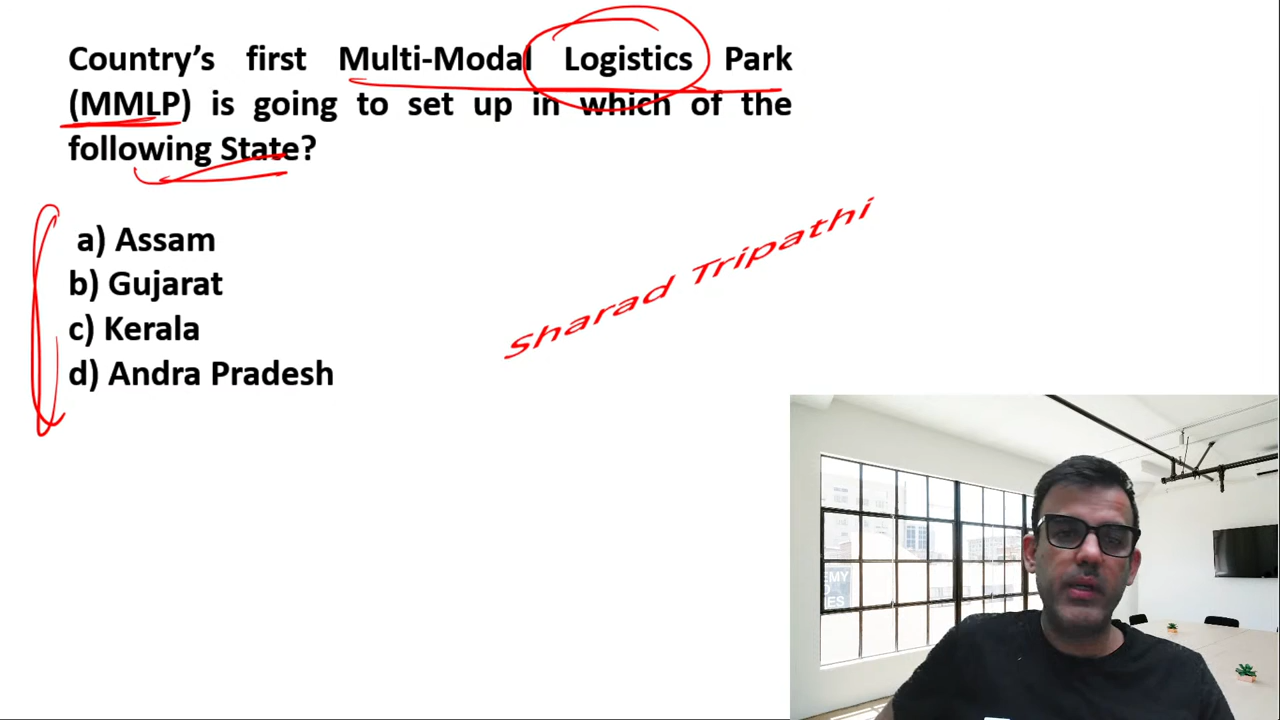 Country’s first Multi-Modal Logistics Park
(MMLP) is going to set up in which of the
following State?
a) Assam
b) Gujarat
c) Kerala
d) Andra Pradesh
Sharad Tripathi